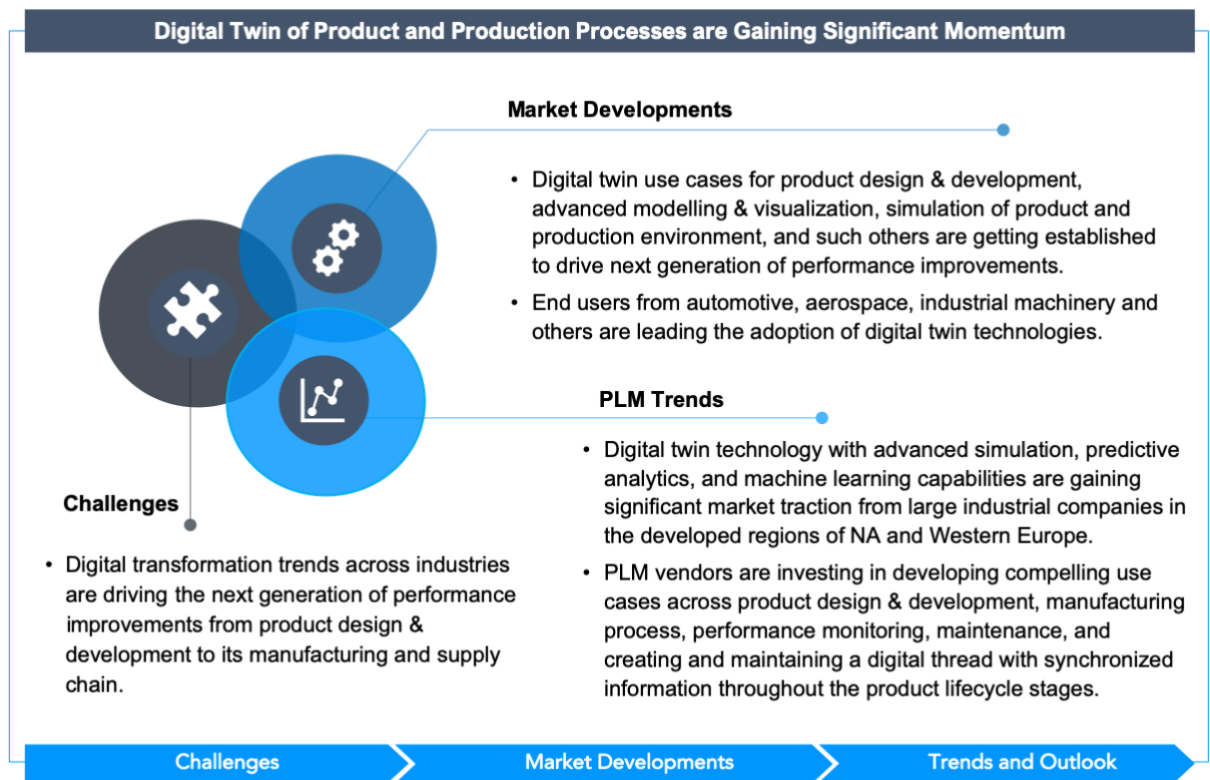 Digital Twin of Product and Production Processes are Gaining Significant Momentum
Market Developments
• Digital twin use cases for product design & development,
advanced modelling & visualization, simulation of product and
production environment, and such others are getting established
to drive next generation of performance improvements.
• End users from automotive, aerospace, industrial machinery and
others are leading the adoption of digital twin technologies.
PLM Trends
• Digital twin technology with advanced simulation, predictive
analytics, and machine learning capabilities are gaining
significant market traction from large industrial companies in
the developed regions of NA and Western Europe.
• PLM vendors are investing in developing compelling use
cases across product design & development, manufacturing
process, performance monitoring, maintenance, and
creating and maintaining a digital thread with synchronized
information throughout the product lifecycle stages.
Challenges
• Digital transformation trends across industries
are driving the next generation of performance
improvements from product design &
development to its manufacturing and supply
chain.
Challenges
Market Developments
Trends and Outlook